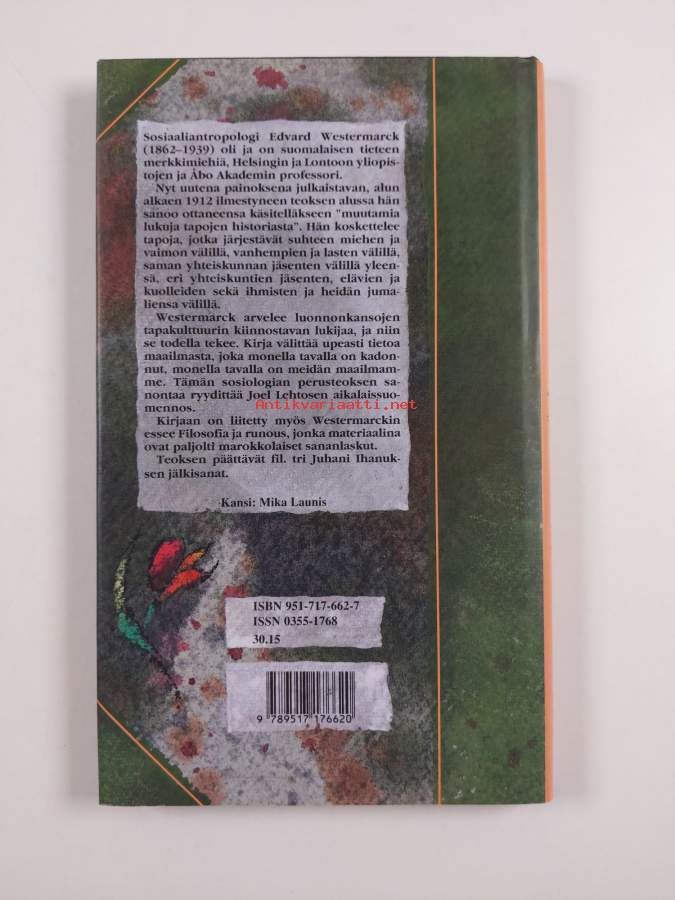 Sosiaaliantropologi Edvard Westermarck
(1862–1939) oli ja on suomalaisen tieteen
merkkimiehiä, Helsingin ja Lontoon yliopis-
tojen ja Åbo Akademin professori.
Nyt uutena painoksena julkaistavan, alun
alkaen 1912 ilmestyneen teoksen alussa hän
sanoo ottaneensa käsitelläkseen "muutamia
lukuja tapojen historiasta". Hän koskettelee
tapoja, jotka järjestävät suhteen miehen ja
vaimon välillä, vanhempien ja lasten välillä,
saman yhteiskunnan jäsenten välillä yleen-
sä, eri yhteiskuntien jäsenten, elävien ja
kuolleiden sekä ihmisten ja heidän juma-
liensa välillä.
Westermarck arvelee luonnonkansojen
tapakulttuurin kiinnostavan lukijaa, ja niin
se todella tekee. Kirja välittää upeasti tietoa
maailmasta, joka monella tavalla on kadon-
nut, monella tavalla on meidän maailmam-
me. Tämän sosiologian perusteoksen sa-
nontaa ryydittää Joel Lehtosen aikalaissuo-
mennos.
Antikvariaatti.net
Kirjaan on liitetty myös Westermarckin
essee Filosofia ja runous, jonka materiaalina
ovat paljolti marokkolaiset sananlaskut.
Teoksen päättävät fil. tri Juhani Ihanuk-
sen jälkisanat.
Kansi: Mika Launis
ISBN 951-717-662-7
ISSN 0355-1768
30.15
9 789517 176620